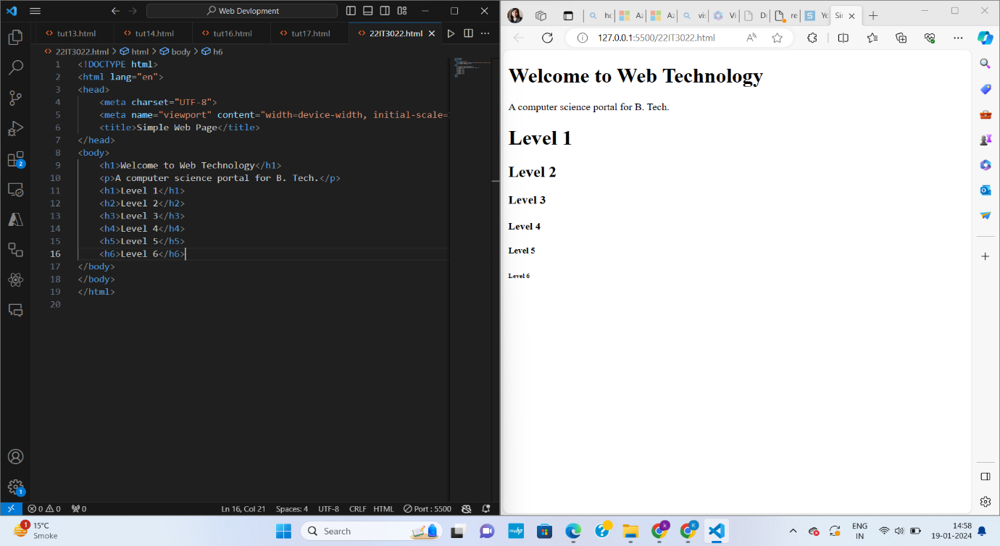 Web Devlopment
tut13.html
tut14.html
tut16.html
tut17.html
22IT3022.html
22IT3022.html > html > body > h6
1 <!DOCTYPE html>
2 <html lang="en">
3 <head>
4 <meta charset="UTF-8">
5 <meta name="viewport" content="width=device-width, initial-scale=
6 <title>Simple Web Page</title>
7 </head>
8 <body>
9 <h1>Welcome to Web Technology</h1>
10 <p>A computer science portal for B. Tech.</p>
11 <h1>Level 1</h1>
12 <h2>Level 2</h2>
13 <h3>Level 3</h3>
14 <h4>Level 4</h4>
15 <h5>Level 5</h5>
16 <h6>Level 6</h6>
17 </body>
18 </body>
19 </html>
20
2
1
0 0 0 Ln 16, Col 21 Spaces: 4 UTF-8 CRLF HTML Port : 5500
127.0.0.1:5500/22IT3022.html
Welcome to Web Technology
A computer science portal for B. Tech.
Level 1
Level 2
Level 3
Level 4
Level 5
Level 6
1
15°C
Smoke
Search
myhp
k
K
ENG
IN
14:58
19-01-2024